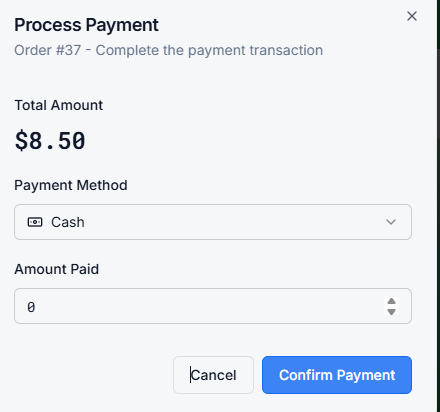 Process Payment
Order #37 - Complete the payment transaction
Total Amount
$8.50
Payment Method
Cash
Amount Paid
0
Cancel
Confirm Payment